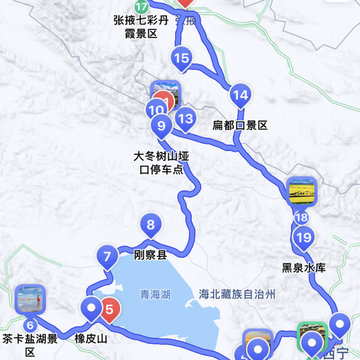 17
张掖七彩丹
霞景区
张掖
15
14
10
9
13
扁都口景区
大冬树山垭
口停车点
18
19
8
刚察县
黑泉水库
7
青海湖
海北藏族自治州
6
5
茶卡盐湖景
区
橡皮山
西宁